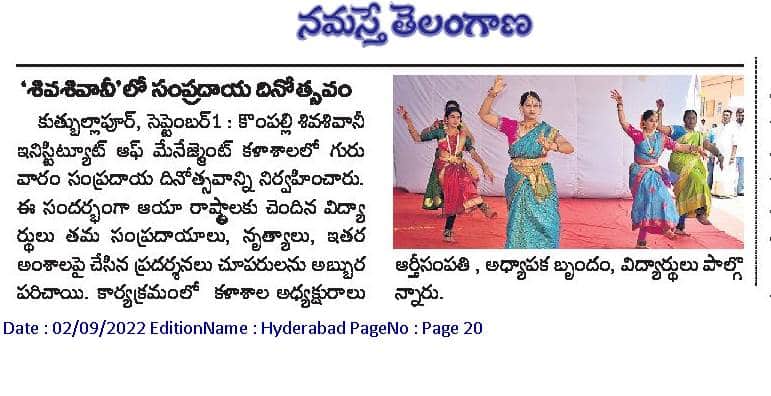 నమస్తే తెలంగాణ
‘శివశివానీ’లో సంప్రదాయ దినోత్సవం
కుత్బుల్లాపూర్, సెప్టెంబర్1 : కొంపల్లి శివశివానీ
ఇనిస్టిట్యూట్ ఆఫ్ మేనేజ్మెంట్ కళాశాలలో గురు
వారం సంప్రదాయ దినోత్సవాన్ని నిర్వహించారు.
ఈ సందర్భంగా ఆయా రాష్ట్రాలకు చెందిన విద్యా
ర్థులు తమ సంప్రదాయాలు, నృత్యాలు, ఇతర
అంశాలపై చేసిన ప్రదర్శనలు చూపరులను అబ్బుర
పరిచాయి. కార్యక్రమంలో కళాశాల అధ్యక్షురాలు
ఆర్తీసంపతి , అధ్యాపక బృందం, విద్యార్థులు పాల్గొ
న్నారు.
Date : 02/09/2022 EditionName : Hyderabad PageNo : Page 20